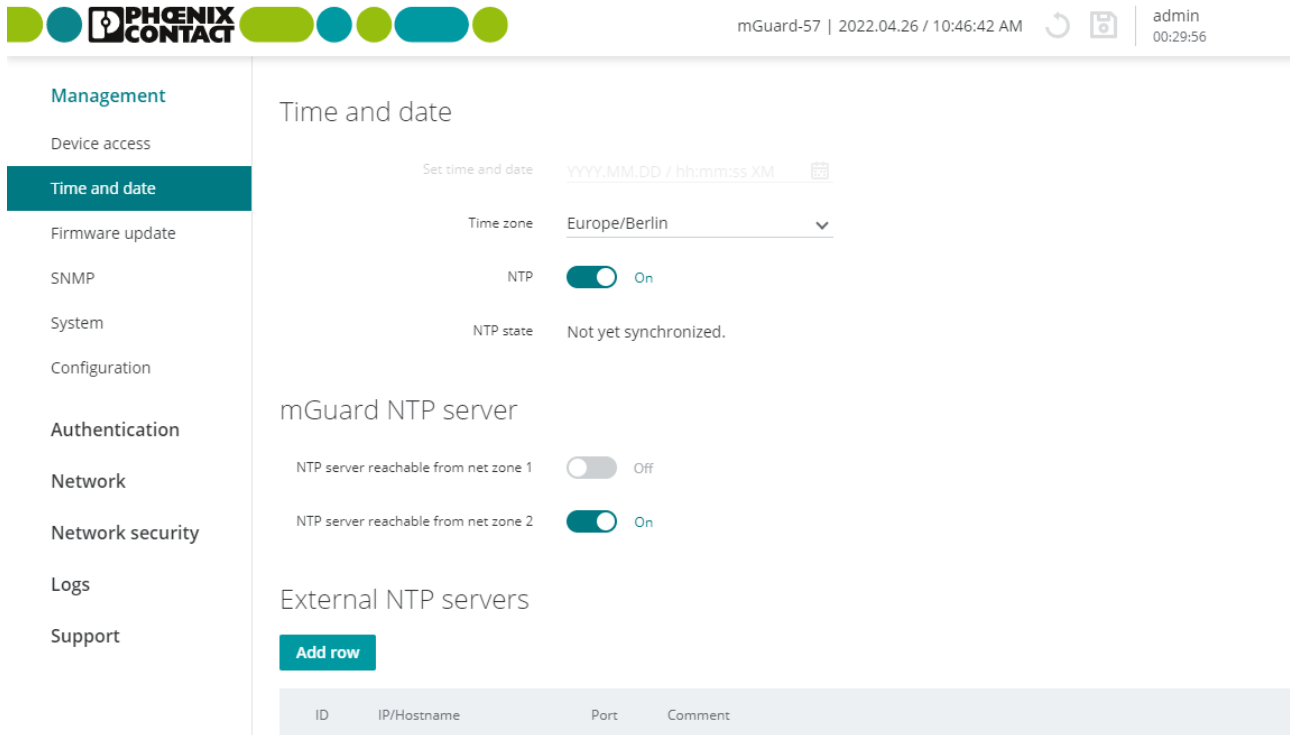 PHŒNIX
CONTACT
mGuard-57 | 2022.04.26 / 10:46:42 AM
admin
00:29:56
Management
Device access
Time and date
Firmware update
SNMP
System
Configuration
Authentication
Network
Network security
Logs
Support
Time and date
Set time and date YYYY.MM.DD / hh:mm:ss XM
Time zone Europe/Berlin
NTP On
NTP state Not yet synchronized.
mGuard NTP server
NTP server reachable from net zone 1 Off
NTP server reachable from net zone 2 On
External NTP servers
Add row
ID IP/Hostname Port Comment